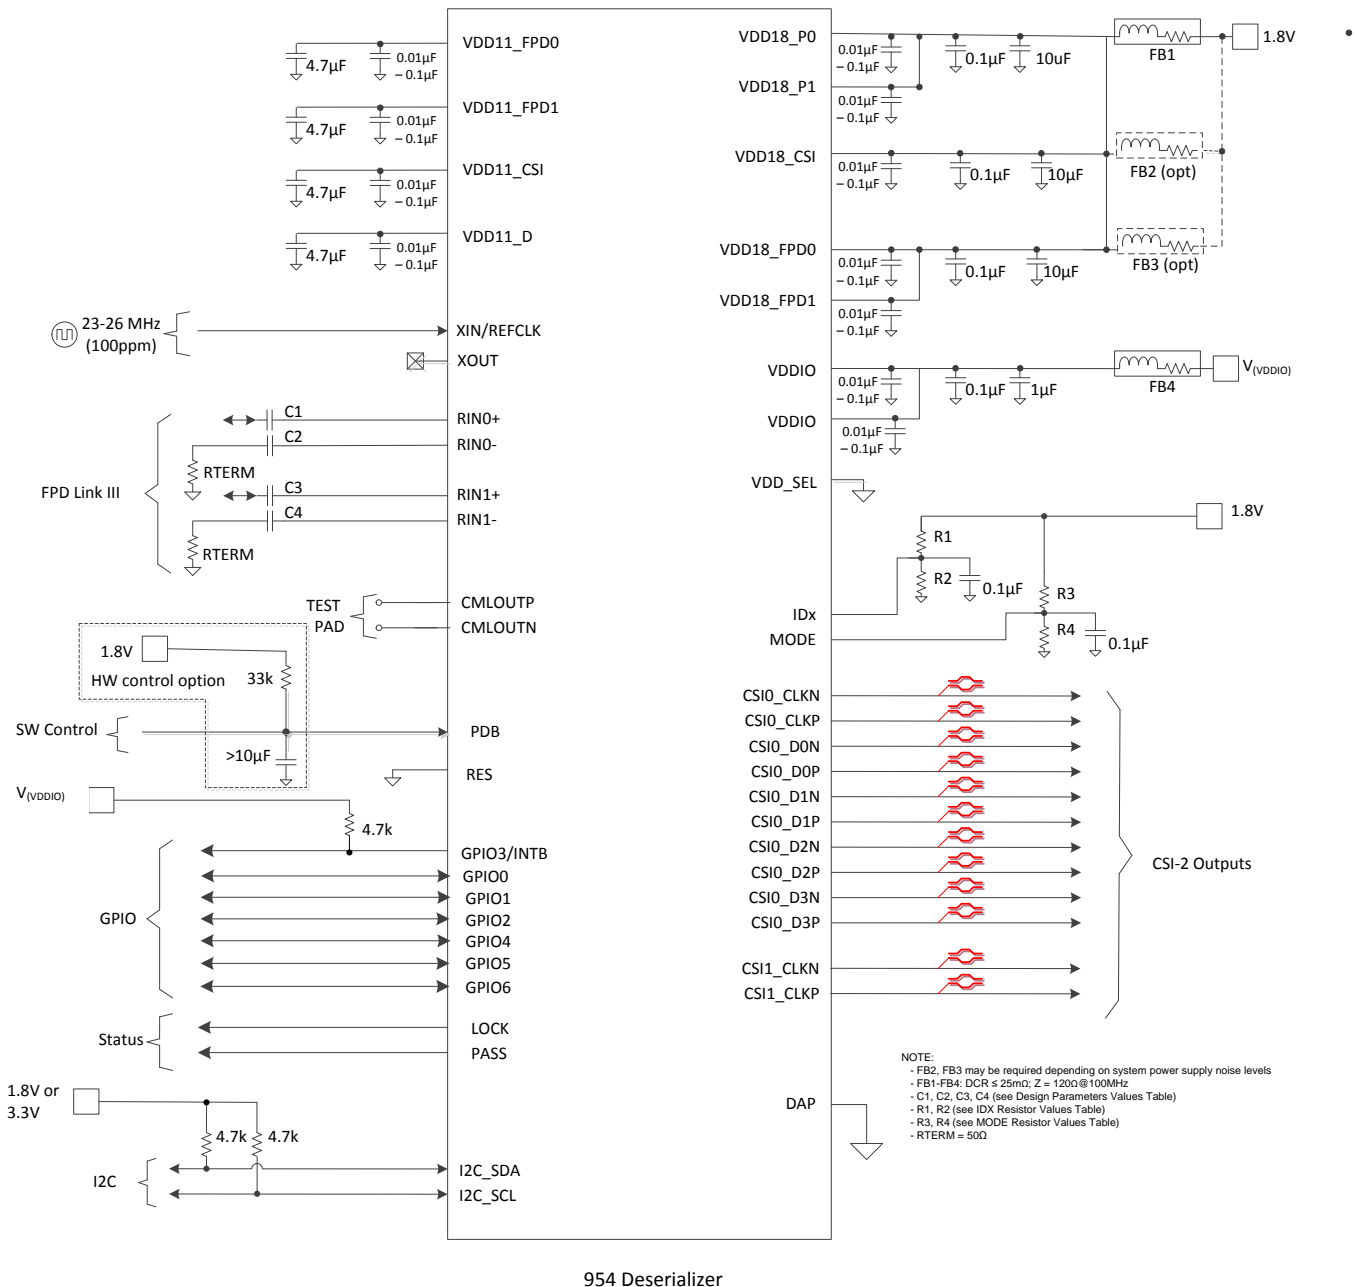 VDD11_FPD0
4.7µF
0.01µF
– 0.1µF
VDD11_FPD1
4.7µF
0.01µF
– 0.1µF
VDD11_CSI
4.7µF
0.01µF
– 0.1µF
VDD11_D
4.7µF
0.01µF
– 0.1µF
23-26 MHz
(100ppm)
XIN/REFCLK
XOUT
FPD Link III
C1
RIN0+
C2
RIN0-
RTERM
C3
RIN1+
C4
RIN1-
RTERM
TEST
PAD
CMLOUTP
CMLOUTN
1.8V
HW control option
33k
SW Control
PDB
>10µF
RES
V(VDDIO)
4.7k
GPIO
GPIO3/INTB
GPIO0
GPIO1
GPIO2
GPIO4
GPIO5
GPIO6
Status
LOCK
PASS
1.8V or
3.3V
4.7k
4.7k
I2C
I2C_SDA
I2C_SCL
VDD18_P0
0.01µF
– 0.1µF
0.1µF
10uF
FB1
1.8V
•
VDD18_P1
0.01µF
– 0.1µF
VDD18_CSI
0.01µF
– 0.1µF
0.1µF
10µF
FB2 (opt)
VDD18_FPD0
0.01µF
– 0.1µF
0.1µF
10µF
FB3 (opt)
VDD18_FPD1
0.01µF
– 0.1µF
VDDIO
0.01µF
– 0.1µF
0.1µF
1µF
FB4
V(VDDIO)
VDDIO
0.01µF
– 0.1µF
VDD_SEL
1.8V
R1
R2
0.1µF
R3
R4
0.1µF
IDx
MODE
CSI0_CLKN
CSI0_CLKP
CSI0_D0N
CSI0_D0P
CSI0_D1N
CSI0_D1P
CSI0_D2N
CSI0_D2P
CSI0_D3N
CSI0_D3P
CSI1_CLKN
CSI1_CLKP
CSI-2 Outputs
DAP
NOTE:
- FB2, FB3 may be required depending on system power supply noise levels
- FB1-FB4: DCR ≤ 25mΩ; Z = 120Ω@100MHz
- C1, C2, C3, C4 (see Design Parameters Values Table)
- R1, R2 (see IDX Resistor Values Table)
- R3, R4 (see MODE Resistor Values Table)
- RTERM = 50Ω
954 Deserializer